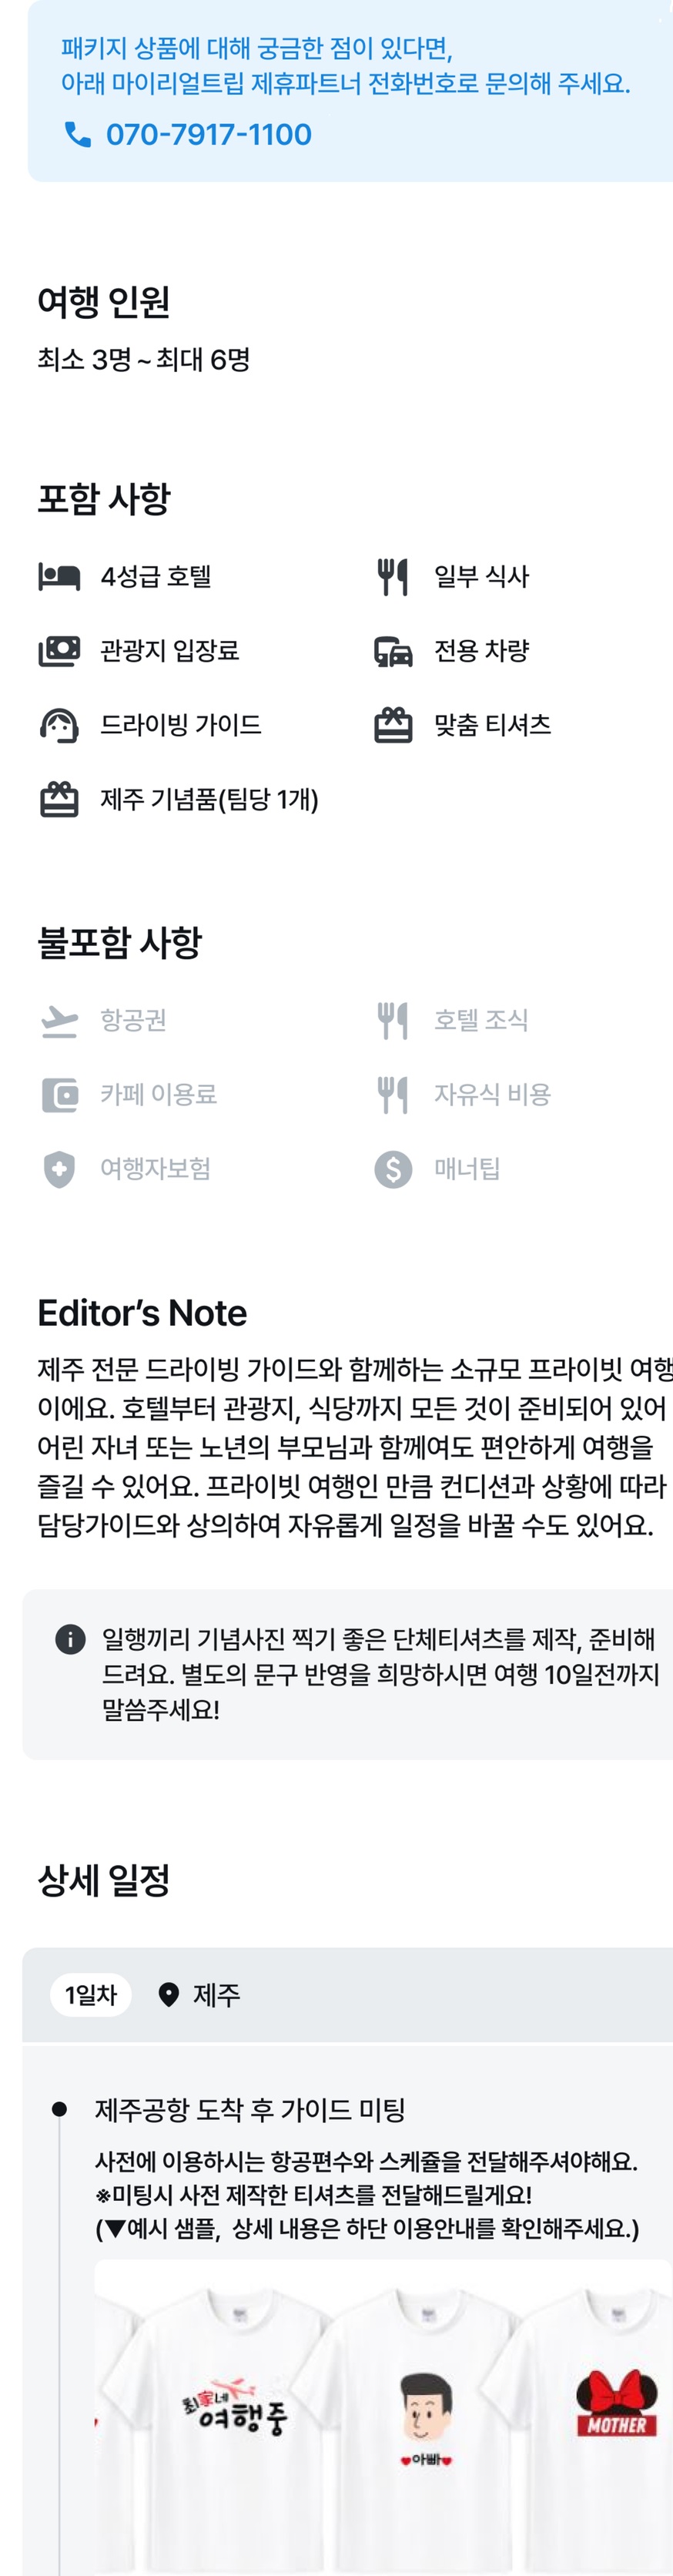 패키지 상품에 대해 궁금한 점이 있다면,
아래 마이리얼트립 제휴파트너 전화번호로 문의해 주세요.
070-7917-1100
여행 인원
최소 3명 ~ 최대 6명
포함 사항
4성급 호텔
일부 식사
관광지 입장료
전용 차량
드라이빙 가이드
맞춤 티셔츠
제주 기념품(팀당 1개)
불포함 사항
항공권
호텔 조식
카페 이용료
자유식 비용
여행자보험
매너팁
Editor’s Note
제주 전문 드라이빙 가이드와 함께하는 소규모 프라이빗 여행
이에요. 호텔부터 관광지, 식당까지 모든 것이 준비되어 있어
어린 자녀 또는 노년의 부모님과 함께여도 편안하게 여행을
즐길 수 있어요. 프라이빗 여행인 만큼 컨디션과 상황에 따라
담당가이드와 상의하여 자유롭게 일정을 바꿀 수도 있어요.
일행끼리 기념사진 찍기 좋은 단체티셔츠를 제작, 준비해
드려요. 별도의 문구 반영을 희망하시면 여행 10일전까지
말씀주세요!
상세 일정
1일차 제주
제주공항 도착 후 가이드 미팅
사전에 이용하시는 항공편수와 스케쥴을 전달해주셔야해요.
※미팅시 사전 제작한 티셔츠를 전달해드릴게요!
(▼예시 샘플, 상세 내용은 하단 이용안내를 확인해주세요.)
최家네
여행중
♥아빠♥
MOTHER